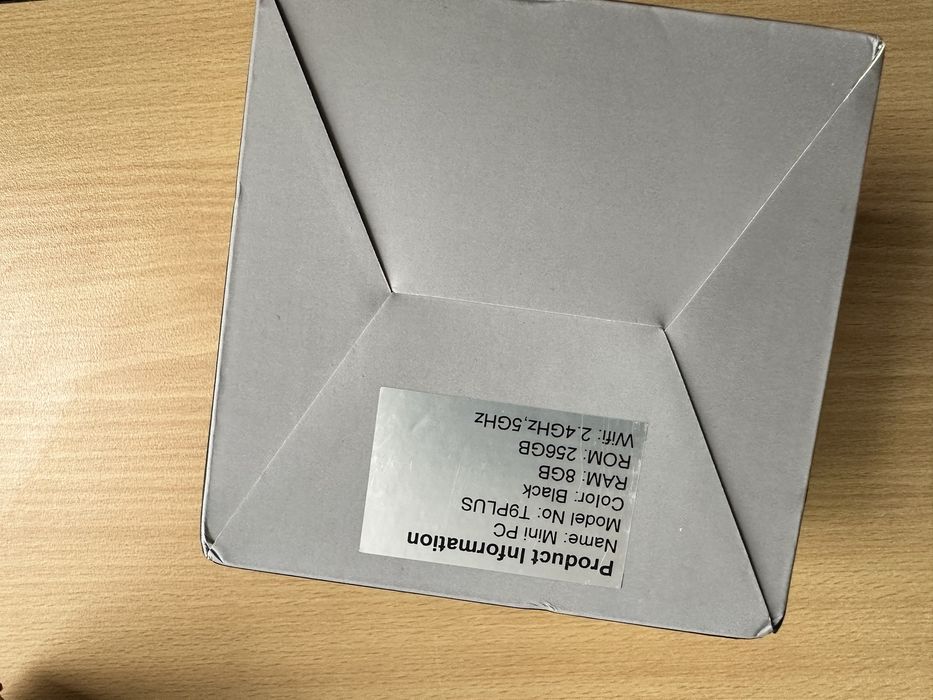 Product Information
Name: Mini PC
Model No: T9PLUS
Color: Black
RAM: 8GB
ROM: 256GB
Wifi: 2.4GHz,5GHz